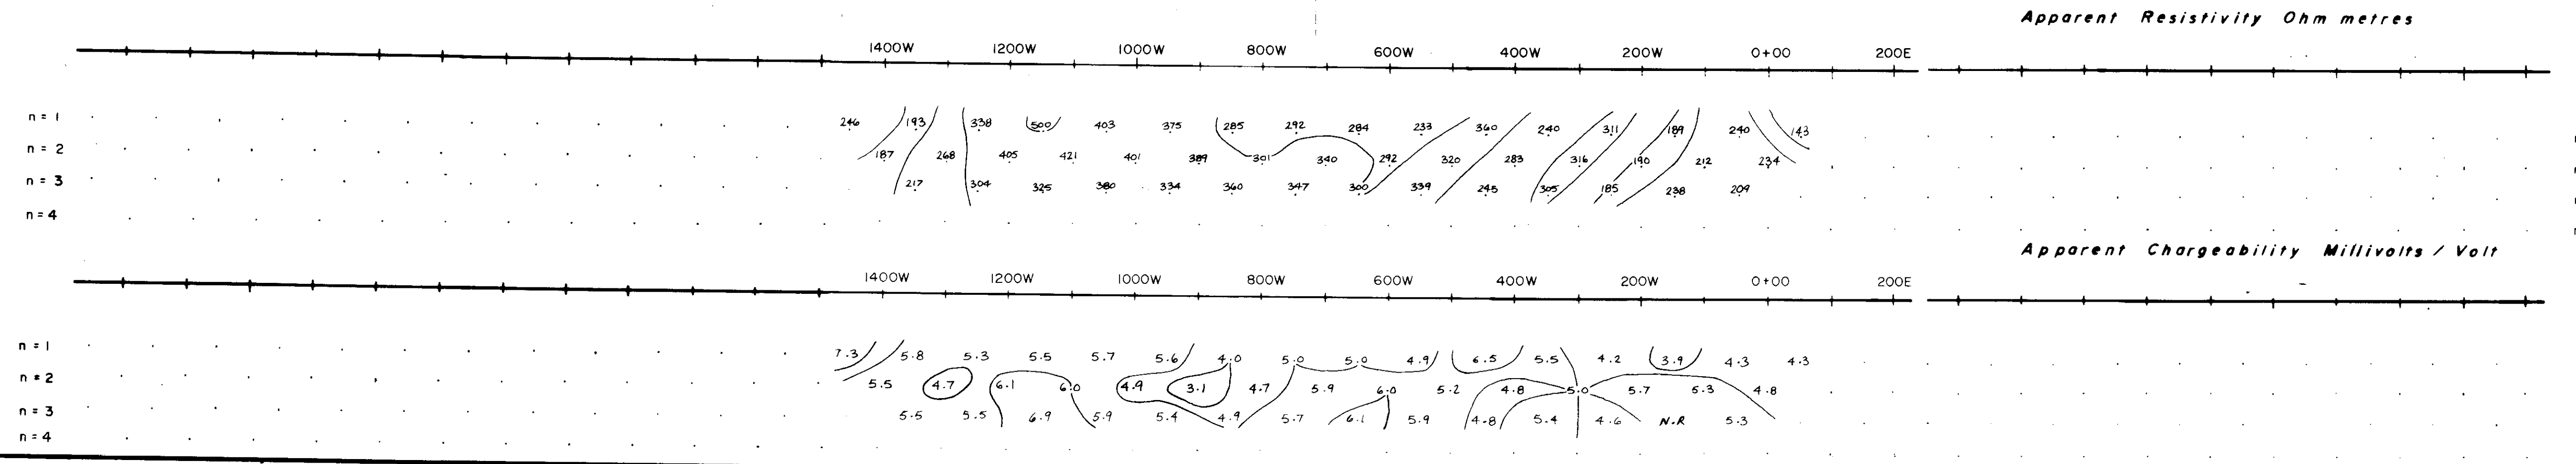 Apparent Resistivity Ohm metres
1400W 1200W 1000W 800W 600W 400W 200W 0+00 200E
n = 1 246 193 338 500 403 375 285 292 284 233 360 240 311 189 240 143
n = 2 187 268 405 421 401 389 301 340 292 320 283 316 190 212 234
n = 3 217 304 325 380 334 360 347 300 339 245 305 185 238 209
n = 4
Apparent Chargeability Millivolts / Volt
1400W 1200W 1000W 800W 600W 400W 200W 0+00 200E
n = 1 7.3 5.8 5.3 5.5 5.7 5.6 4.0 5.0 5.0 4.9 6.5 5.5 4.2 3.9 4.3 4.3
n = 2 5.5 4.7 6.1 6.0 4.9 3.1 4.7 5.9 6.0 5.2 4.8 5.0 5.7 5.3 4.8
n = 3 5.5 5.5 6.9 5.9 5.4 4.9 5.7 6.1 5.9 4.8 5.4 4.6 N.R 5.3
n = 4